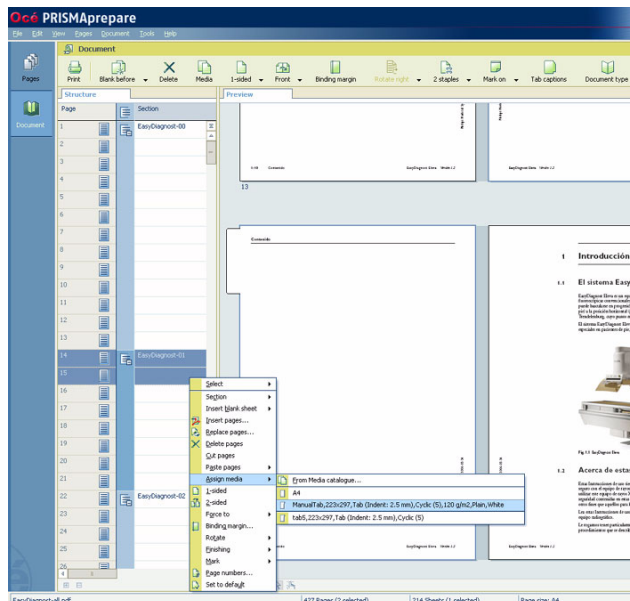 Océ PRISMAprepare
File Edit View Pages Document Tools Help
Document
Pages
Document
Print Blank before Delete Media 1-sided Front Binding margin Rotate right 2 staples Mark on Tab captions Document type
Structure
Preview
Page Section
1 EasyDiagnost-00
2
3
4
5
6
7
8
9
10
11
12
13
14 EasyDiagnost-01
15
16
17
18
19
20
21
22 EasyDiagnost-02
23
24
25
26
13
Contenido
1 Introducción
1.1 El sistema Easy
1.2 Acerca de esta
Select
Section
Insert blank sheet
Insert pages...
Replace pages...
Delete pages
Cut pages
Paste pages
Assign media
1-sided
2-sided
Force to
Binding margin...
Rotate
Finishing
Mark
Page numbers...
Set to default
From Media catalogue...
A4
ManualTab,223x297,Tab (Indent: 2.5 mm),Cyclic (5),120 g/m2,Plain,White
tab5,223x297,Tab (Indent: 2.5 mm),Cyclic (5)
EasyDiagnost-all.pdf
427 Pages (2 selected)
214 Sheets (1 selected)
Page size: A4